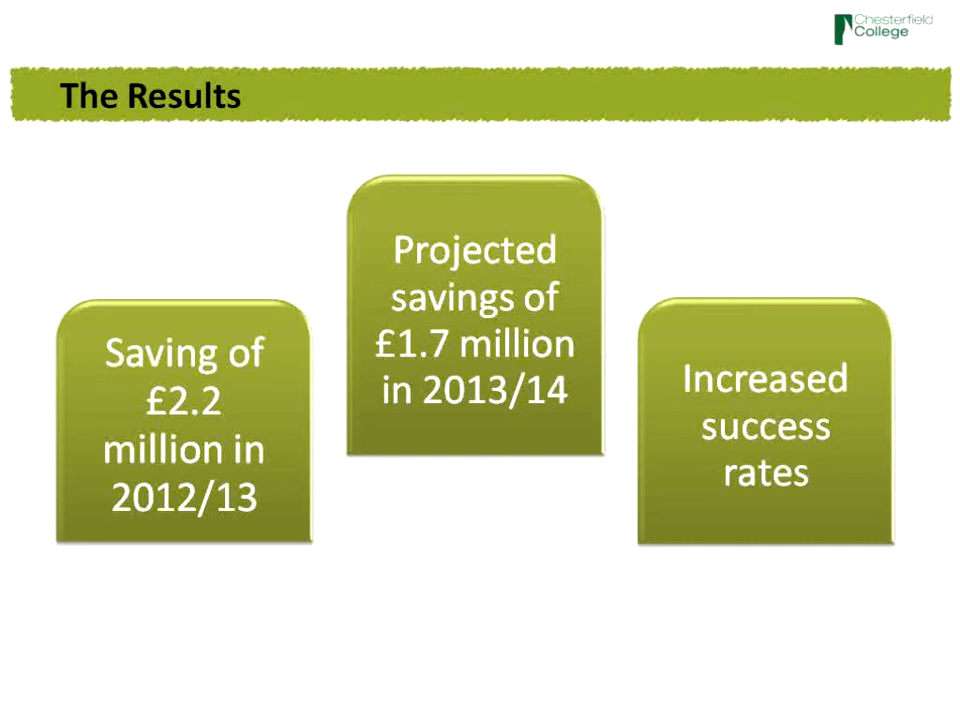 Chesterfield
College
The Results
Saving of
£2.2
million in
2012/13
Projected
savings of
£1.7 million
in 2013/14
Increased
success
rates